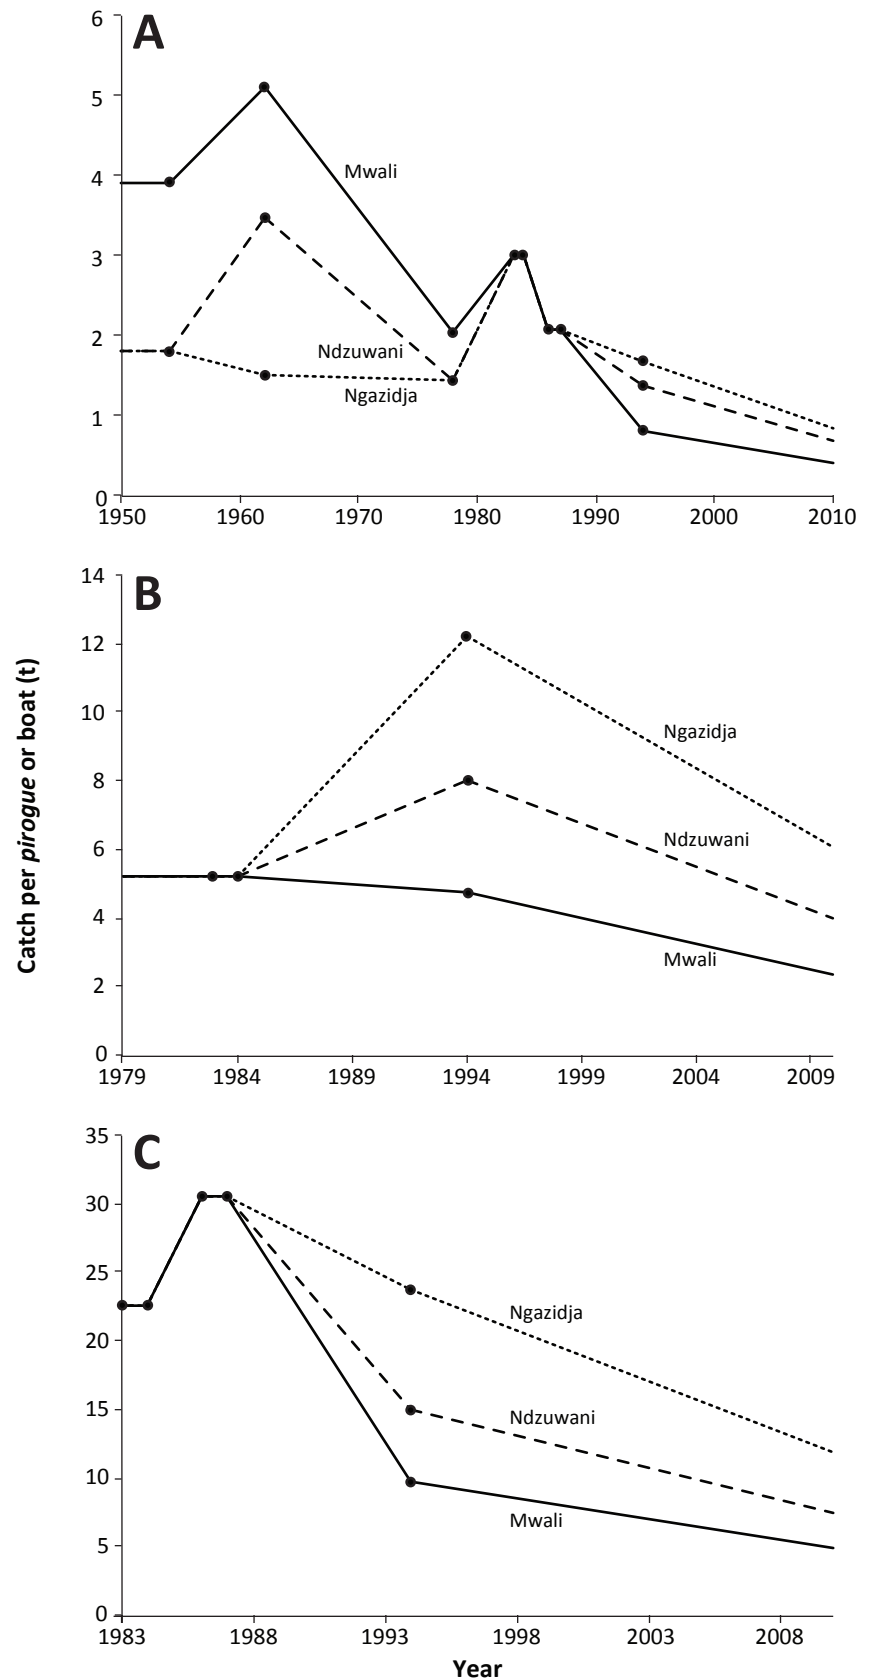 A
6
5
4
3
2
1
0
Mwali
Ndzuwani
Ngazidja
1950 1960 1970 1980 1990 2000 2010
B
14
12
10
8
6
4
2
0
Ngazidja
Ndzuwani
Mwali
1979 1984 1989 1994 1999 2004 2009
Catch per pirogue or boat (t)
C
35
30
25
20
15
10
5
0
Ngazidja
Ndzuwani
Mwali
1983 1988 1993 1998 2003 2008
Year